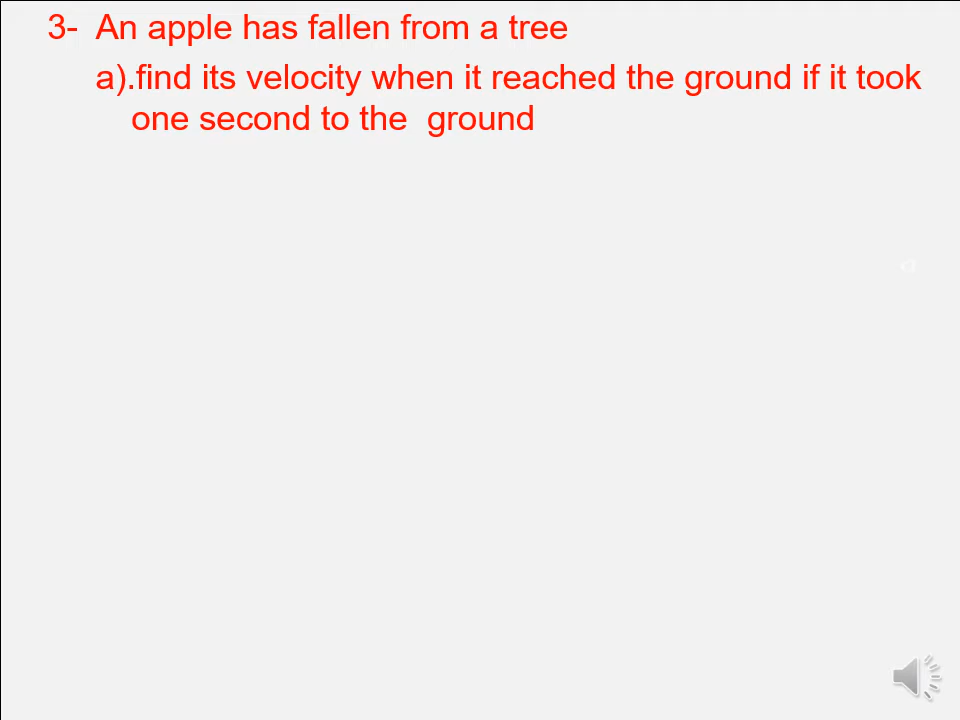 3- An apple has fallen from a tree
a).find its velocity when it reached the ground if it took
one second to the ground